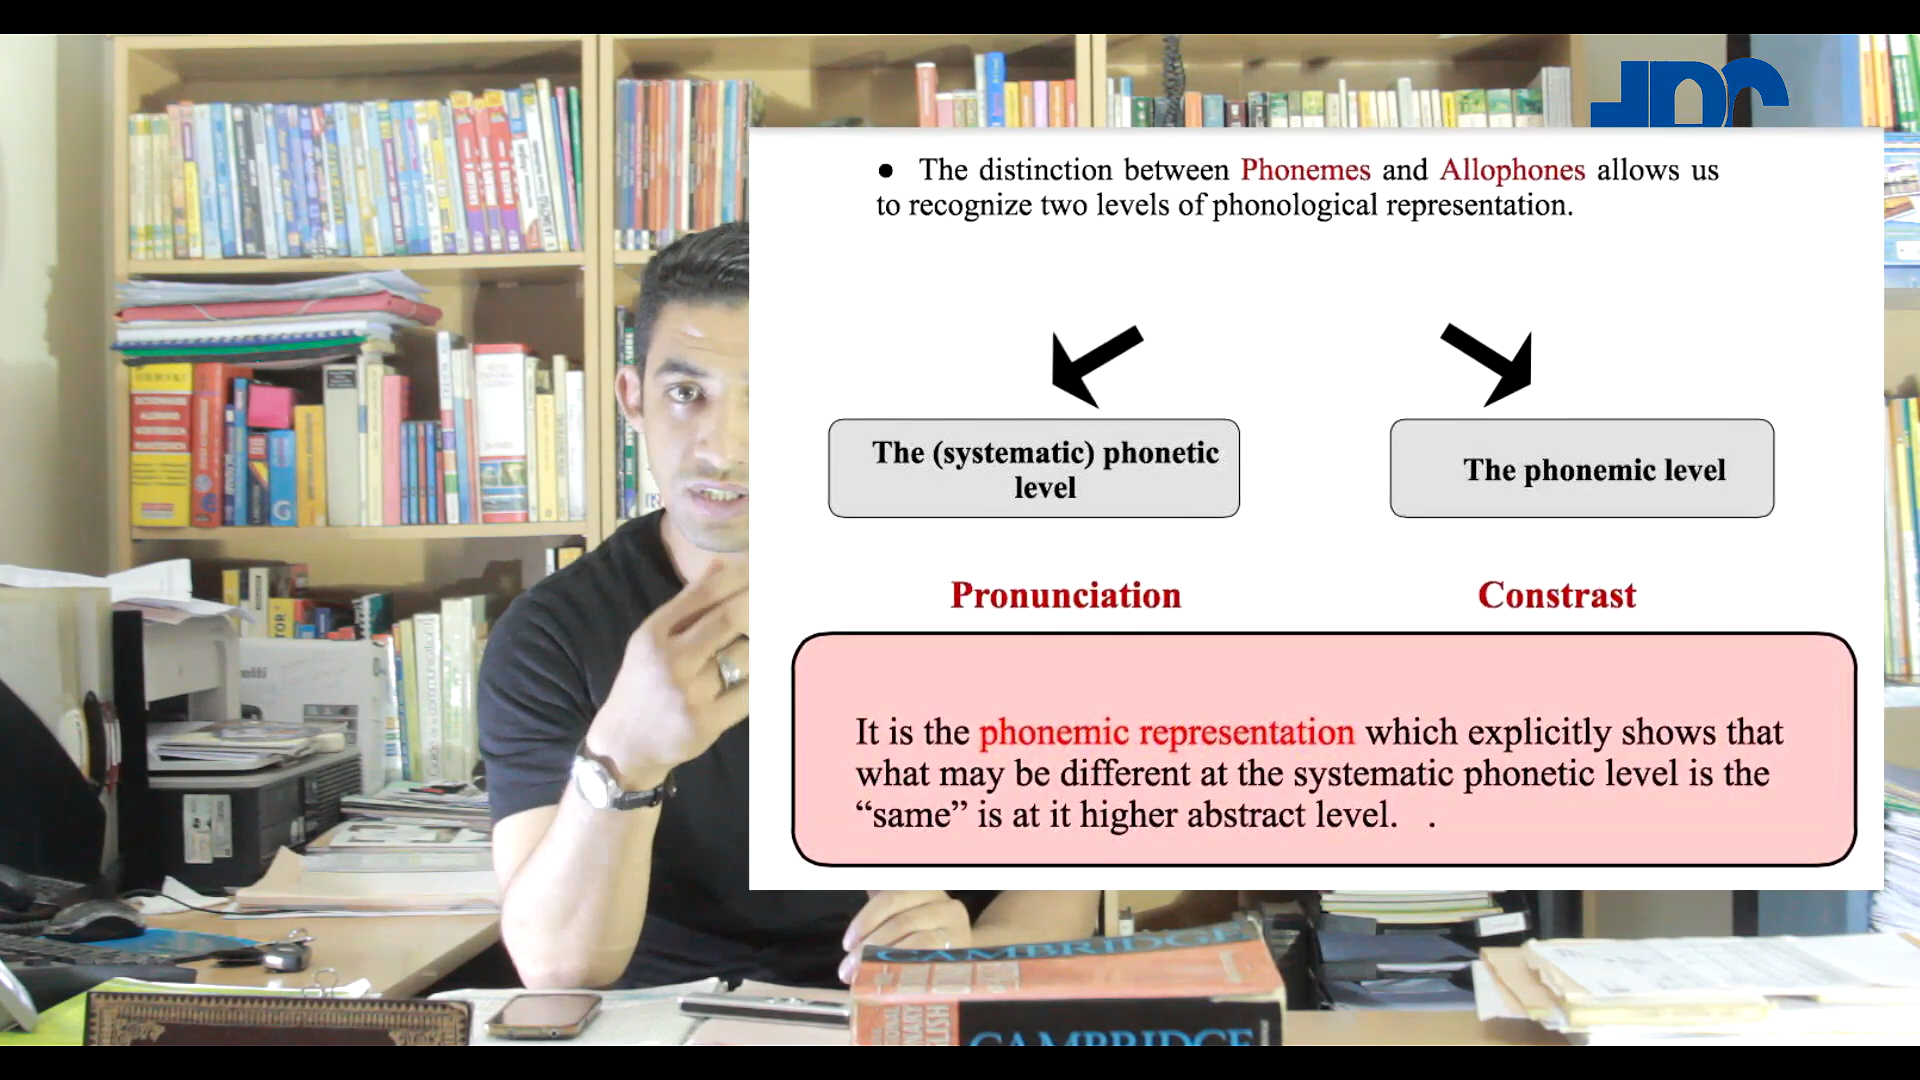 ● The distinction between Phonemes and Allophones allows us
to recognize two levels of phonological representation.
The (systematic) phonetic
level
The phonemic level
Pronunciation
Constrast
It is the phonemic representation which explicitly shows that
what may be different at the systematic phonetic level is the
“same” is at it higher abstract level. .
CAMBRIDGE
CAMBRIDGE